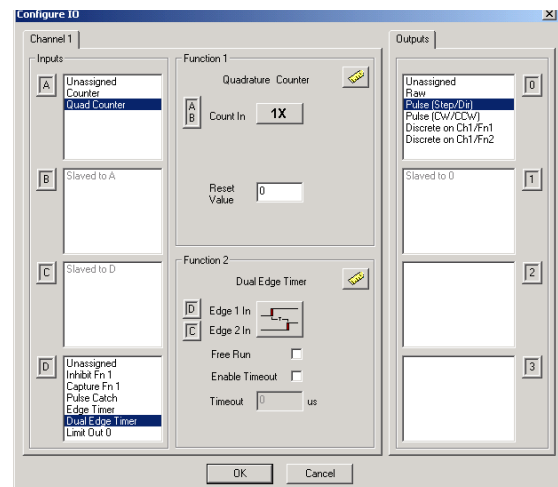 Configure IO
Channel 1
Outputs
Inputs
A
Unassigned
Counter
Quad Counter
B
Slaved to A
C
Slaved to D
D
Unassigned
Inhibit Fn 1
Capture Fn 1
Pulse Catch
Edge Timer
Dual Edge Timer
Limit Out 0
Function 1
Quadrature Counter
A
B
Count In
1X
Reset
Value
0
Function 2
Dual Edge Timer
D
Edge 1 In
C
Edge 2 In
T
Free Run
Enable Timeout
Timeout
0
us
Unassigned
Raw
Pulse (Step/Dir)
Pulse (CW/CCW)
Discrete on Ch1/Fn1
Discrete on Ch1/Fn2
0
Slaved to 0
1
2
3
OK
Cancel